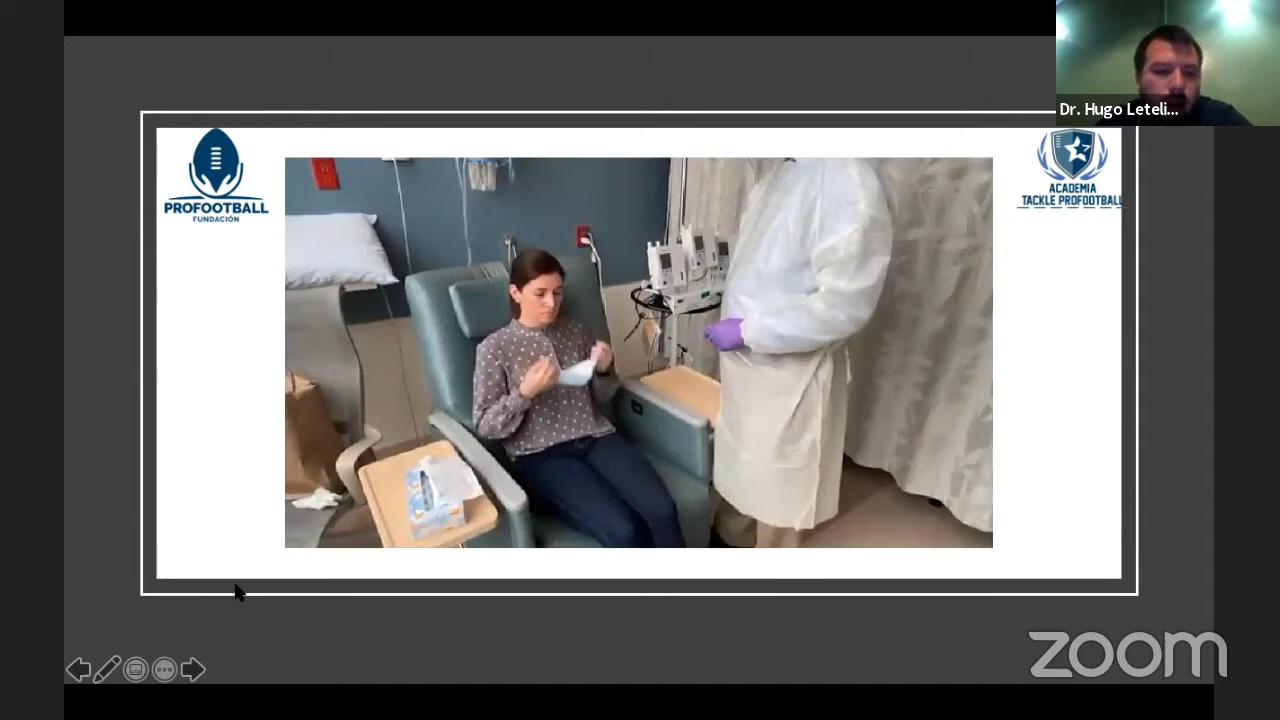 Dr. Hugo Leteli...
PROFOOTBALL
FUNDACIÓN
ACADEMIA
TACKLE PROFOOTBALL
zoom